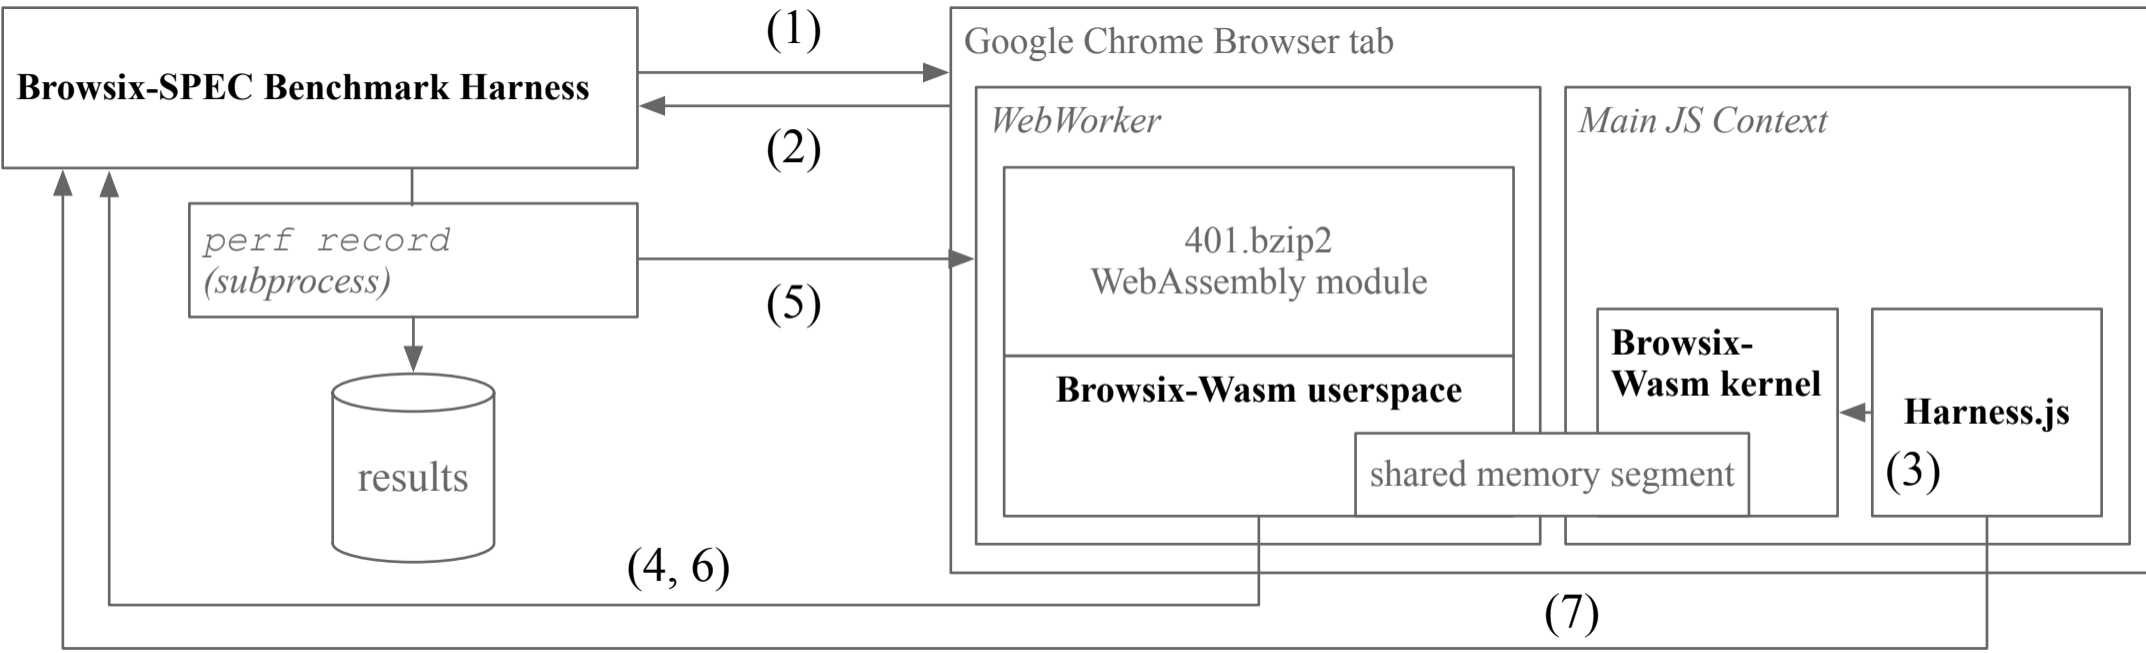 (1)
Google Chrome Browser tab
Browsix-SPEC Benchmark Harness
WebWorker
Main JS Context
(2)
perf record
(subprocess)
401.bzip2
WebAssembly module
(5)
Browsix-
Wasm kernel
Browsix-Wasm userspace
Harness.js
(3)
shared memory segment
results
(4, 6)
(7)